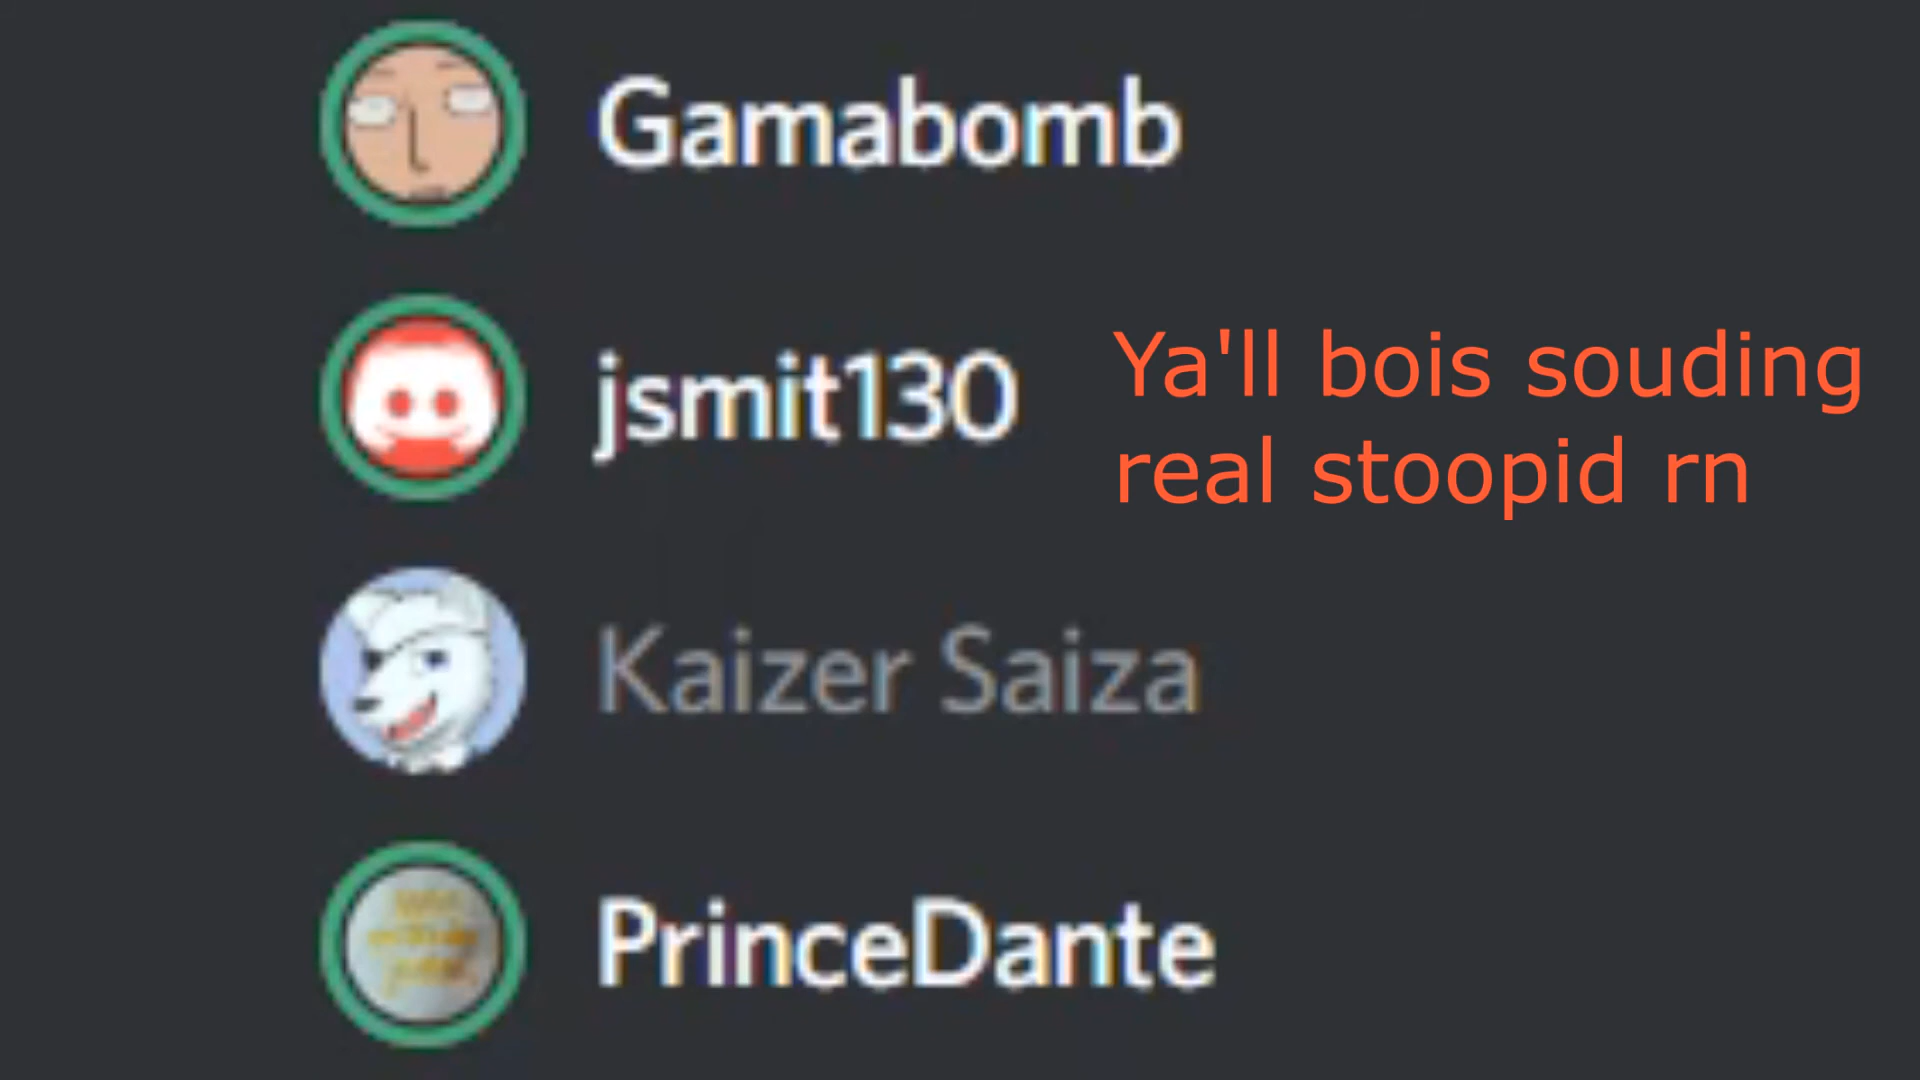 Gamabomb
jsmit130
Ya'll bois souding
real stoopid rn
Kaizer Saiza
PrinceDante